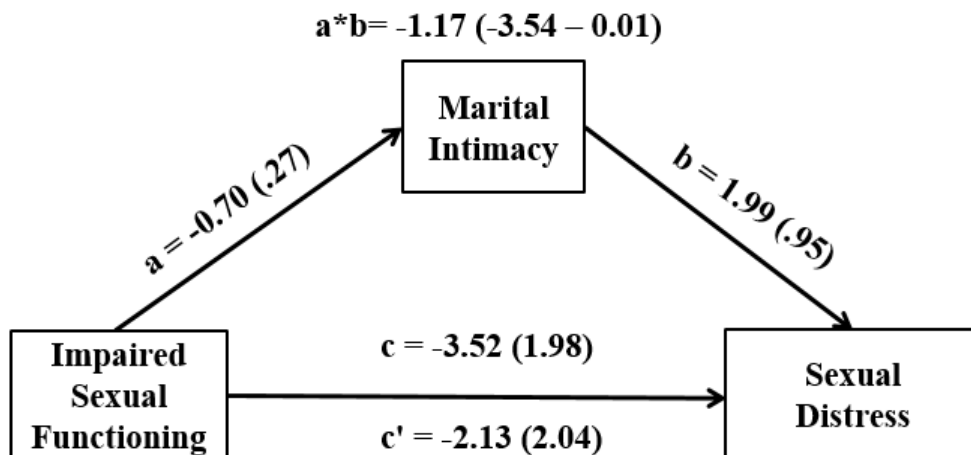 a*b= -1.17 (-3.54 – 0.01)
Marital
Intimacy
a = -0.70 (.27)
b = 1.99 (.95)
Impaired
Sexual
Functioning
c = -3.52 (1.98)
c' = -2.13 (2.04)
Sexual
Distress